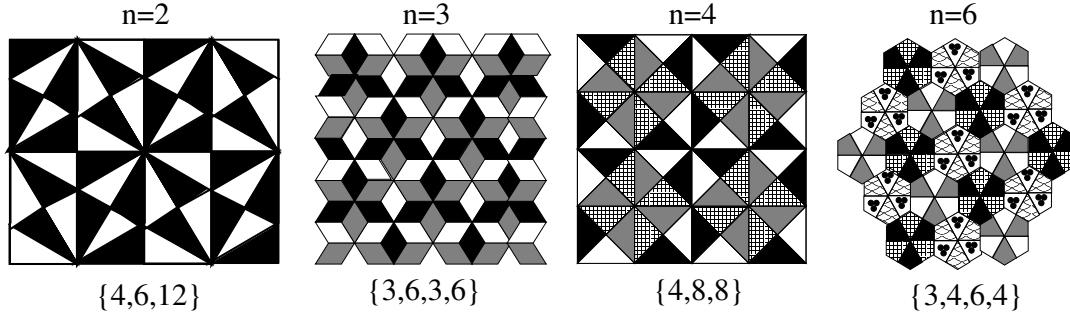 n=2 n=3 n=4 n=6
{4,6,12} {3,6,3,6} {4,8,8} {3,4,6,4}